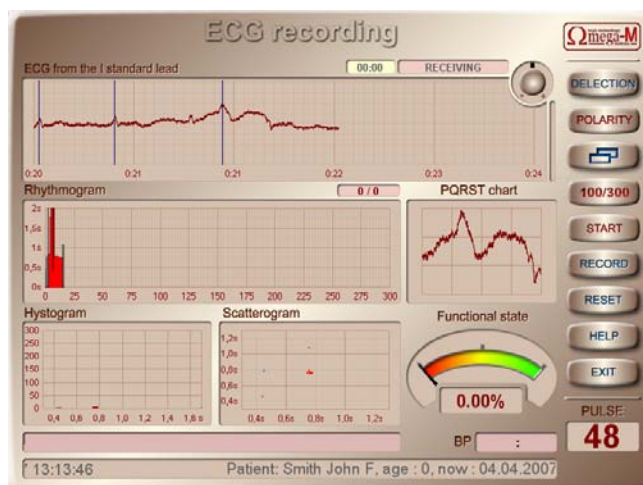 ECG recording
Ωmega-M
ECG from the I standard lead
00:00
RECEIVING
DELECTION
POLARITY
0:20 0:21 0:21 0:22 0:23 0:24
100/300
START
RECORD
RESET
HELP
EXIT
Rhythmogram
0 / 0
PQRST chart
2s
1,5s
1s
0,5s
0s
0 25 50 75 100 125 150 175 200 225 250 275 300
Hystogram
300
250
200
150
100
50
0
0,4 0,6 0,8 1,0 1,2 1,4 1,6 1,8s
Scatterogram
1,2s
1,0s
0,8s
0,6s
0,4s
0,4s 0,6s 0,8s 1,0s 1,2s
Functional state
0.00%
PULSE
48
BP :
13:13:46
Patient: Smith John F, age : 0, now : 04.04.2007